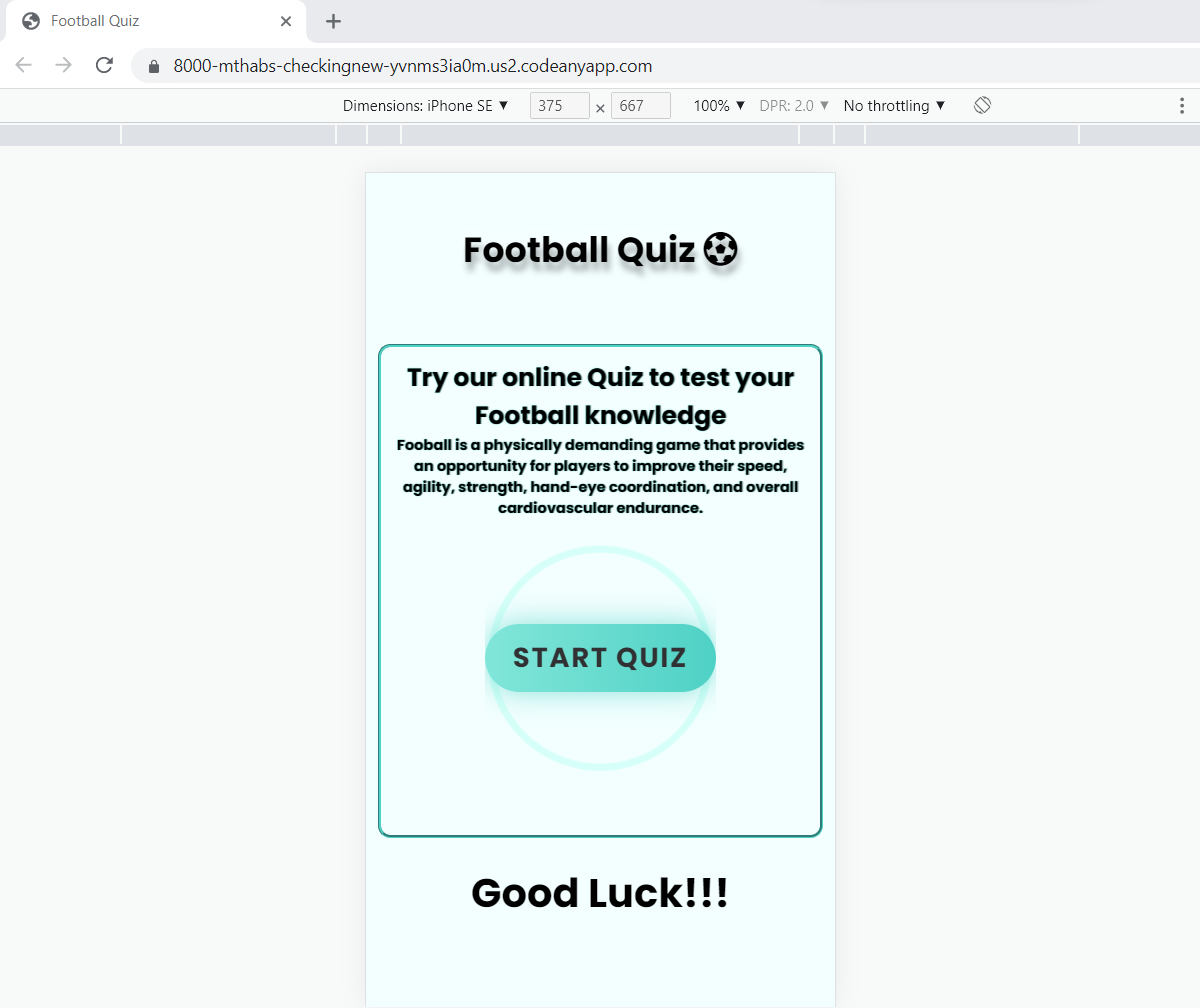 Football Quiz
8000-mthabs-checkingnew-yvnms3ia0m.us2.codeanyapp.com
Dimensions: iPhone SE ▼ 375 × 667 100% ▼ DPR: 2.0 ▼ No throttling ▼
Football Quiz
Try our online Quiz to test your
Football knowledge
Fooball is a physically demanding game that provides
an opportunity for players to improve their speed,
agility, strength, hand-eye coordination, and overall
cardiovascular endurance.
START QUIZ
Good Luck!!!